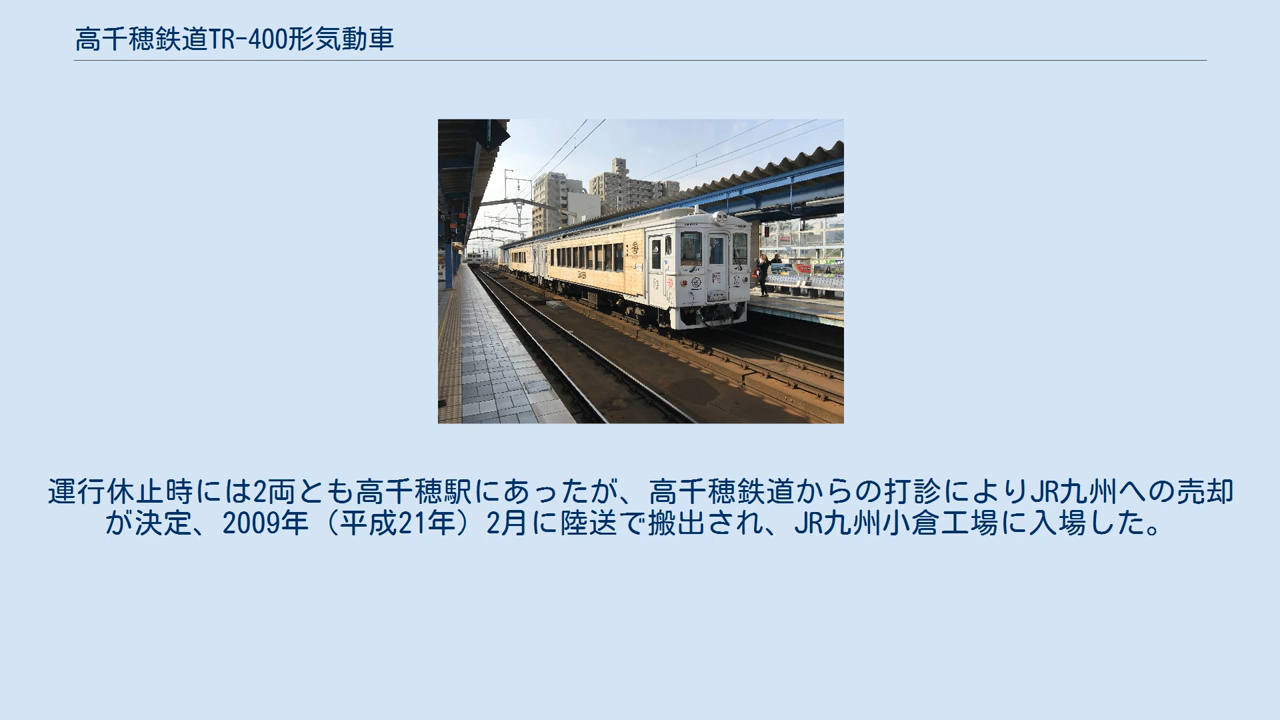 高千穂鉄道TR-400形気動車
運行休止時には2両とも高千穂駅にあったが、高千穂鉄道からの打診によりJR九州への売却
が決定、2009年（平成21年）2月に陸送で搬出され、JR九州小倉工場に入場した。